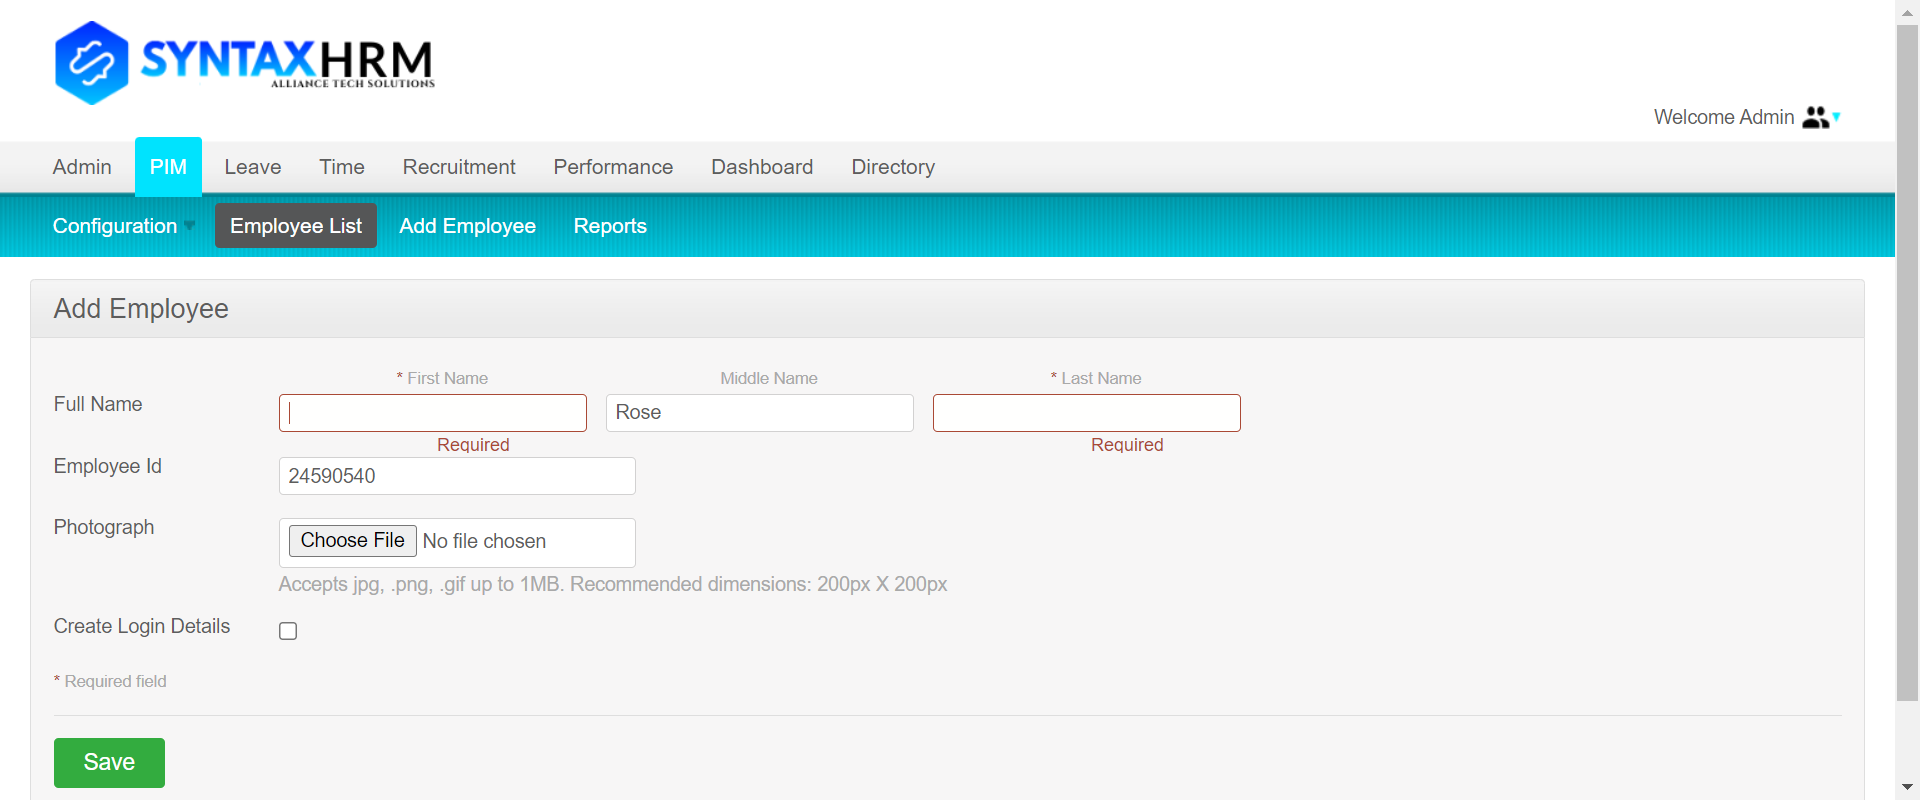 SYNTAXHRM
ALLIANCE TECH SOLUTIONS
Welcome Admin
Admin PIM Leave Time Recruitment Performance Dashboard Directory
Configuration Employee List Add Employee Reports
Add Employee
* First Name Middle Name * Last Name
Full Name Rose
Required Required
Employee Id 24590540
Photograph Choose File No file chosen
Accepts jpg, .png, .gif up to 1MB. Recommended dimensions: 200px X 200px
Create Login Details
* Required field
Save